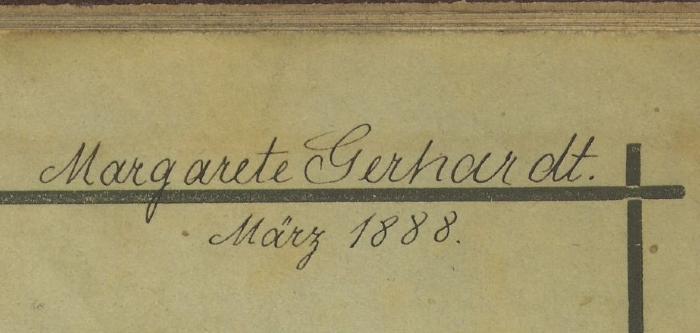 Margarete Gerhardt.
März 1888.